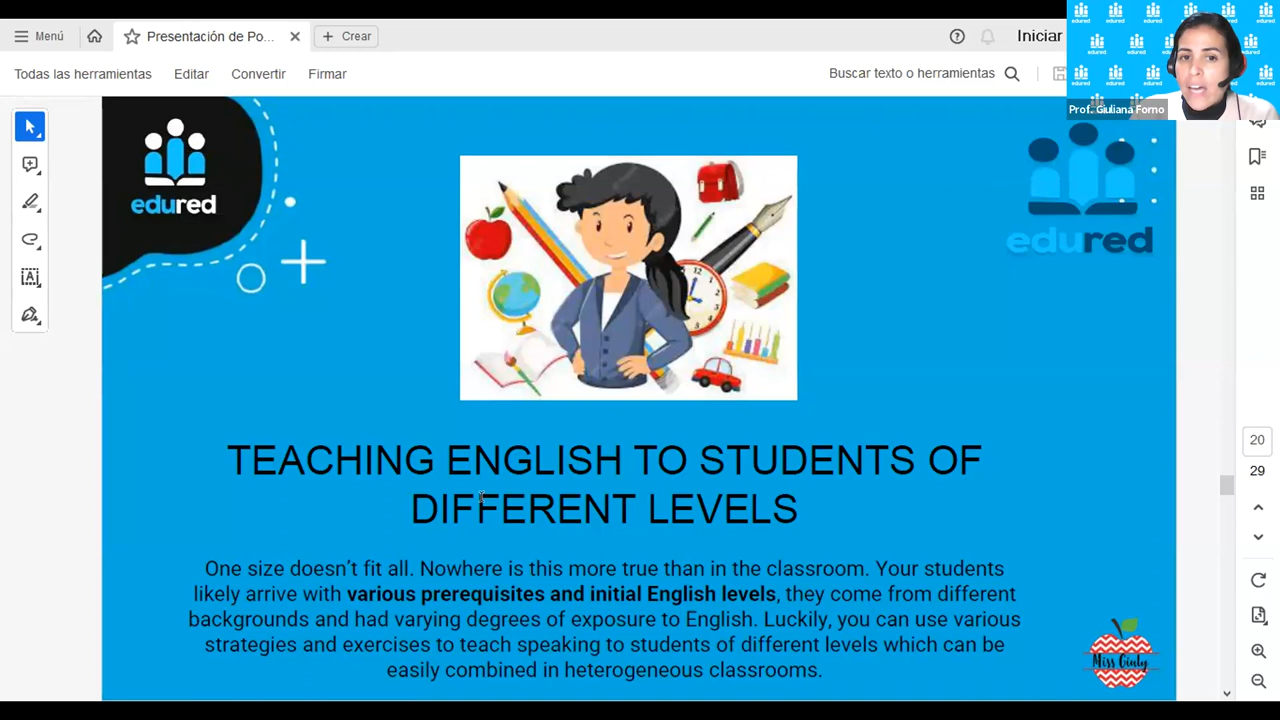 Menú
Presentación de Po...
Crear
Iniciar
Todas las herramientas
Editar
Convertir
Firmar
Buscar texto o herramientas
Prof. Giuliana Forno
edured
edured
TEACHING ENGLISH TO STUDENTS OF
DIFFERENT LEVELS
One size doesn't fit all. Nowhere is this more true than in the classroom. Your students
likely arrive with various prerequisites and initial English levels, they come from different
backgrounds and had varying degrees of exposure to English. Luckily, you can use various
strategies and exercises to teach speaking to students of different levels which can be
easily combined in heterogeneous classrooms.
Miss Giuly
20
29